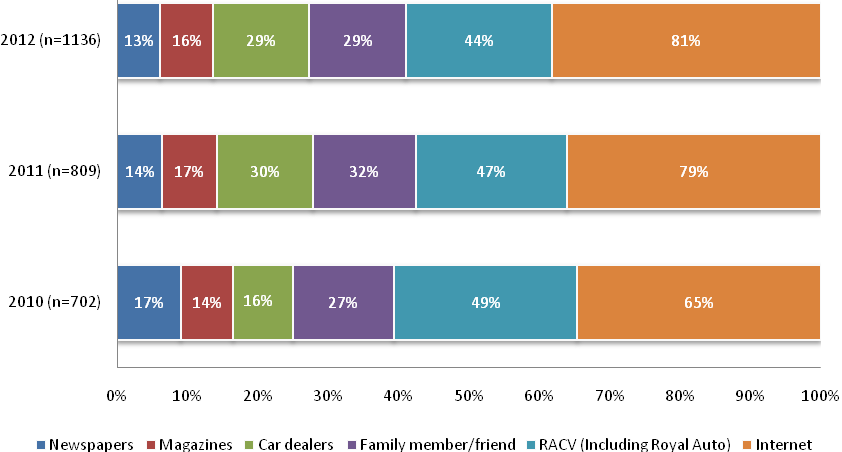 2012 (n=1136) 13% 16% 29% 29% 44% 81%
2011 (n=809) 14% 17% 30% 32% 47% 79%
2010 (n=702) 17% 14% 16% 27% 49% 65%
0% 10% 20% 30% 40% 50% 60% 70% 80% 90% 100%
Newspapers Magazines Car dealers Family member/friend RACV (Including Royal Auto) Internet